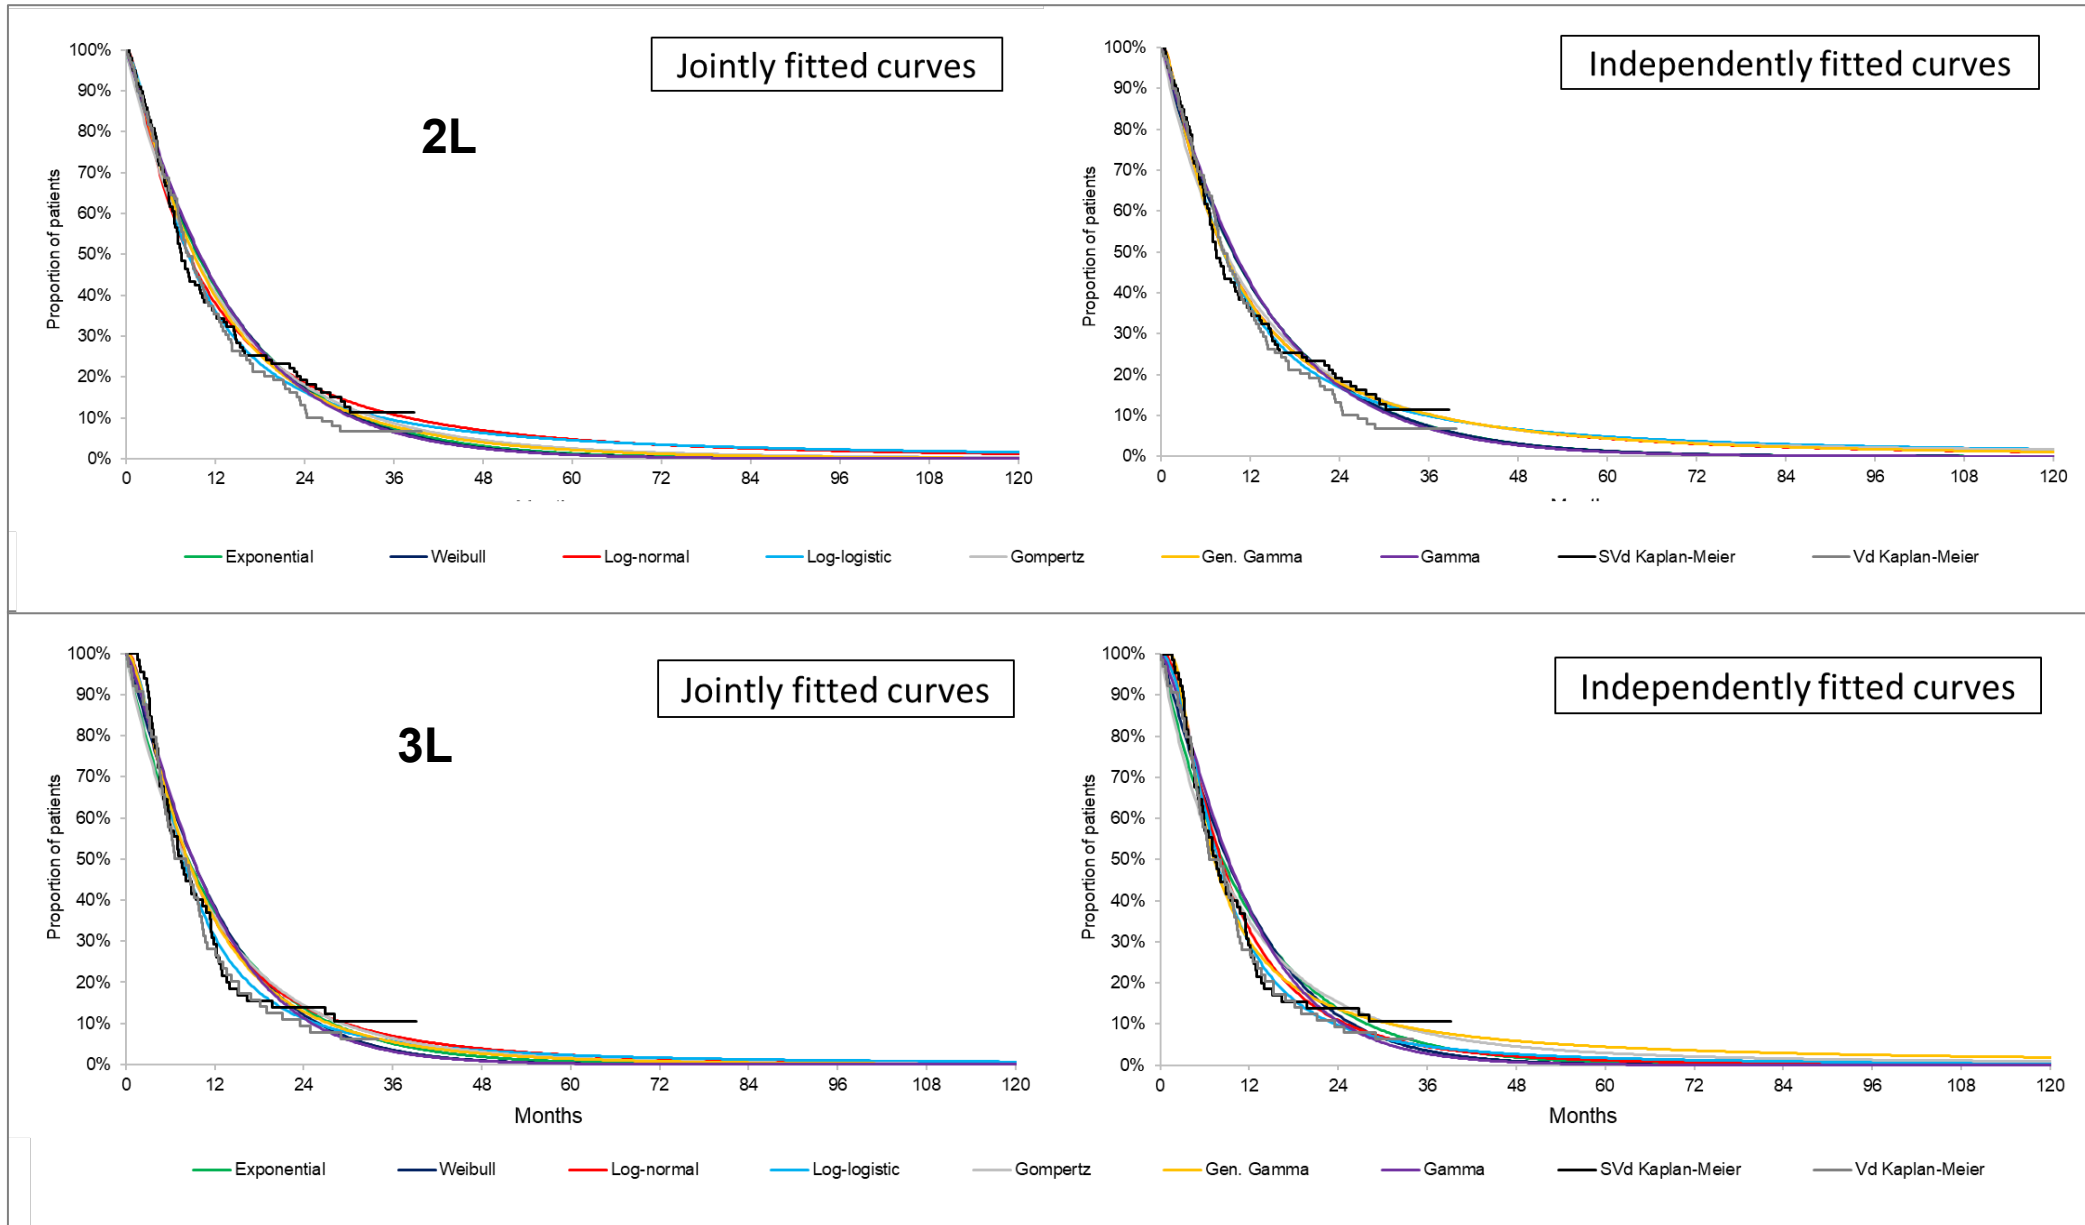 Jointly fitted curves
2L
Proportion of patients
100%
90%
80%
70%
60%
50%
40%
30%
20%
10%
0%
0 12 24 36 48 60 72 84 96 108 120
Independently fitted curves
Proportion of patients
100%
90%
80%
70%
60%
50%
40%
30%
20%
10%
0%
0 12 24 36 48 60 72 84 96 108 120
Exponential Weibull Log-normal Log-logistic Gompertz Gen. Gamma Gamma SVd Kaplan-Meier Vd Kaplan-Meier
Jointly fitted curves
3L
Proportion of patients
100%
90%
80%
70%
60%
50%
40%
30%
20%
10%
0%
0 12 24 36 48 60 72 84 96 108 120
Months
Independently fitted curves
Proportion of patients
100%
90%
80%
70%
60%
50%
40%
30%
20%
10%
0%
0 12 24 36 48 60 72 84 96 108 120
Months
Exponential Weibull Log-normal Log-logistic Gompertz Gen. Gamma Gamma SVd Kaplan-Meier Vd Kaplan-Meier